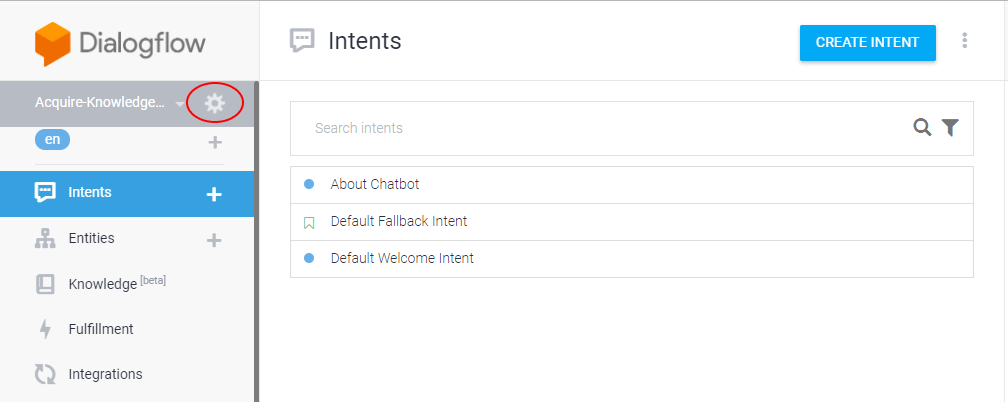 Dialogflow
Acquire-Knowledge...
en
Intents
Entities
Knowledge [beta]
Fulfillment
Integrations
Intents
CREATE INTENT
Search intents
About Chatbot
Default Fallback Intent
Default Welcome Intent